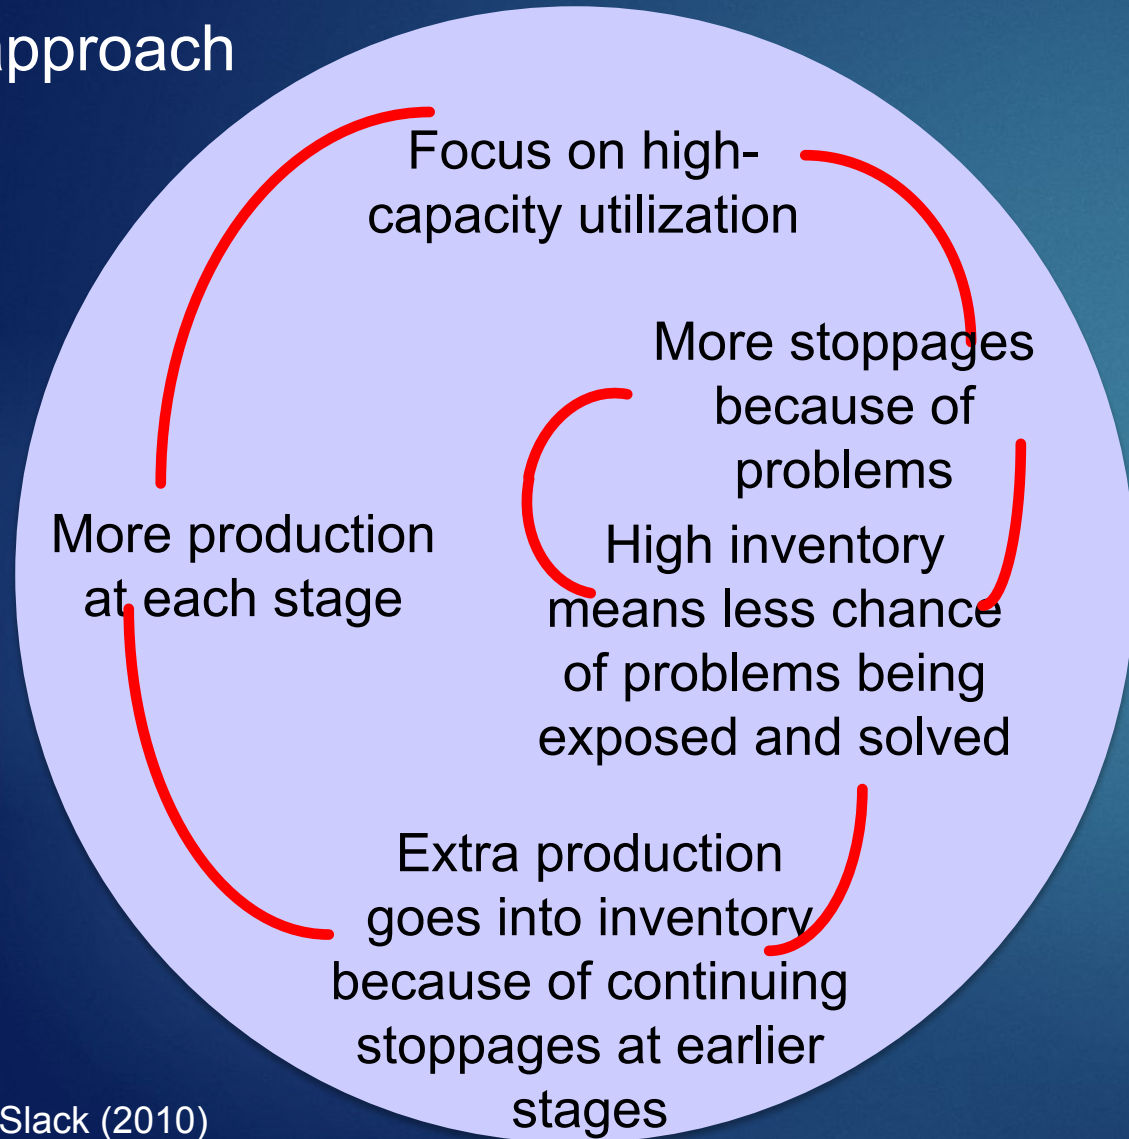 approach
Focus on high-
capacity utilization
More stoppages
because of
problems
More production
at each stage
High inventory
means less chance
of problems being
exposed and solved
Extra production
goes into inventory
because of continuing
stoppages at earlier
stages
Slack (2010)